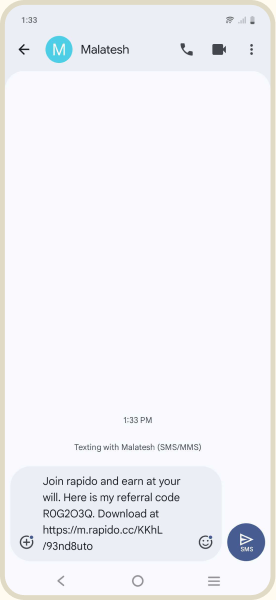 1:33
M
Malatesh
1:33 PM
Texting with Malatesh (SMS/MMS)
Join rapido and earn at your
will. Here is my referral code
R0G2O3Q. Download at
https://m.rapido.cc/KKhL
/93nd8uto
SMS